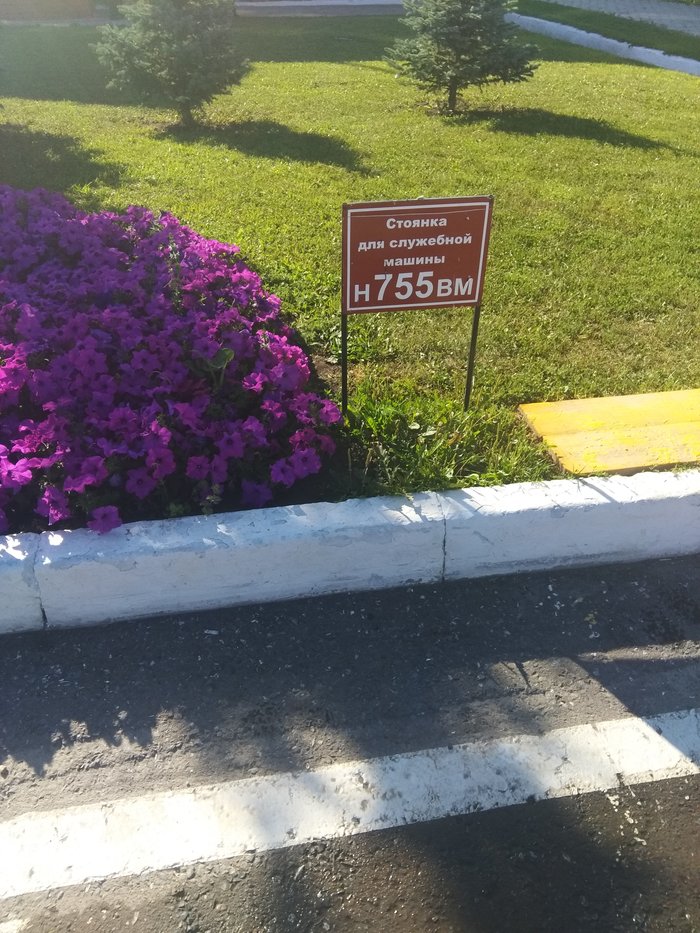 Стоянка
для служебной
машины
Н755ВМ